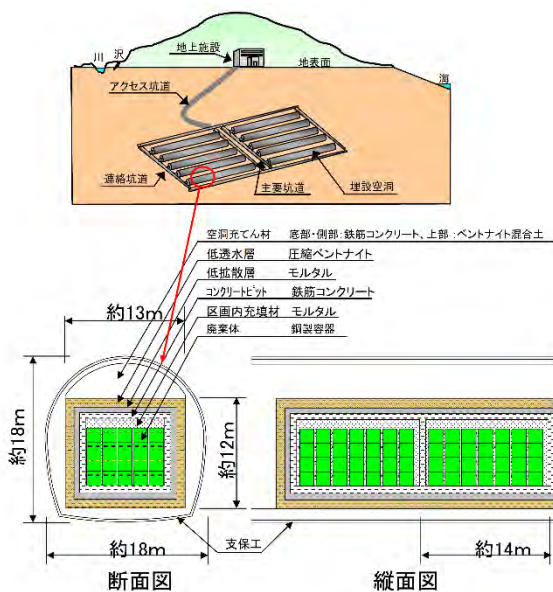 川
沢
地上施設
地表面
海
アクセス坑道
連絡坑道
主要坑道
埋設空洞
空洞充てん材　底部・側部：鉄筋コンクリート、上部：ベントナイト混合土
低透水層　圧縮ベントナイト
低拡散層　モルタル
コンクリートピット　鉄筋コンクリート
区画内充填材　モルタル
廃棄体　鋼製容器
約13m
約18m
約12m
支保工
約18m
約14m
断面図
縦面図